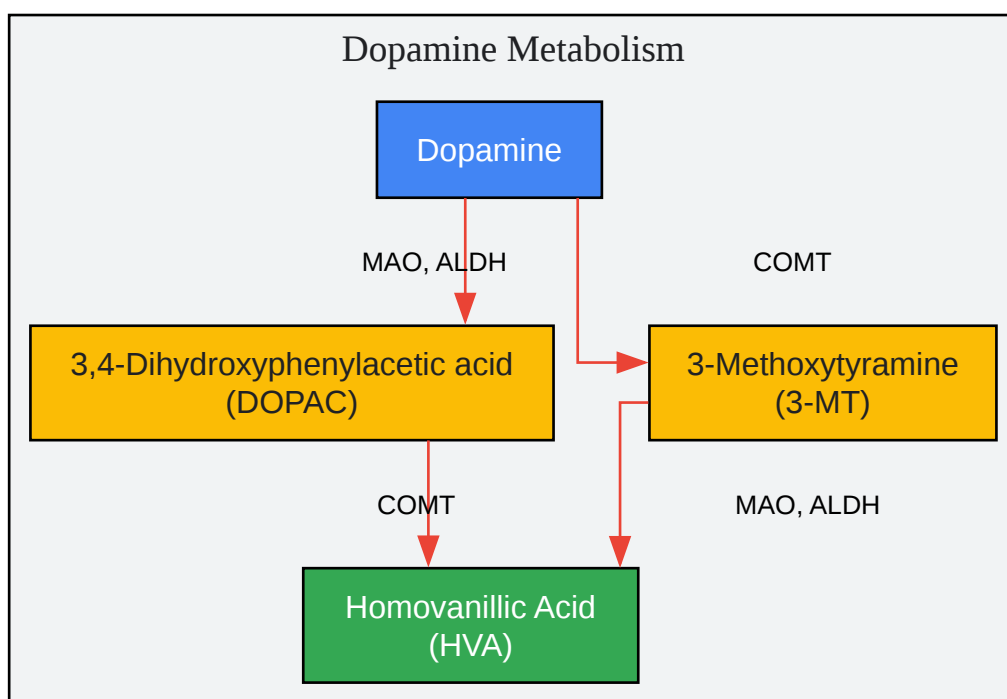 Dopamine Metabolism
Dopamine
MAO, ALDH
COMT
3,4-Dihydroxyphenylacetic acid
(DOPAC)
3-Methoxytyramine
(3-MT)
COMT
MAO, ALDH
Homovanillic Acid
(HVA)